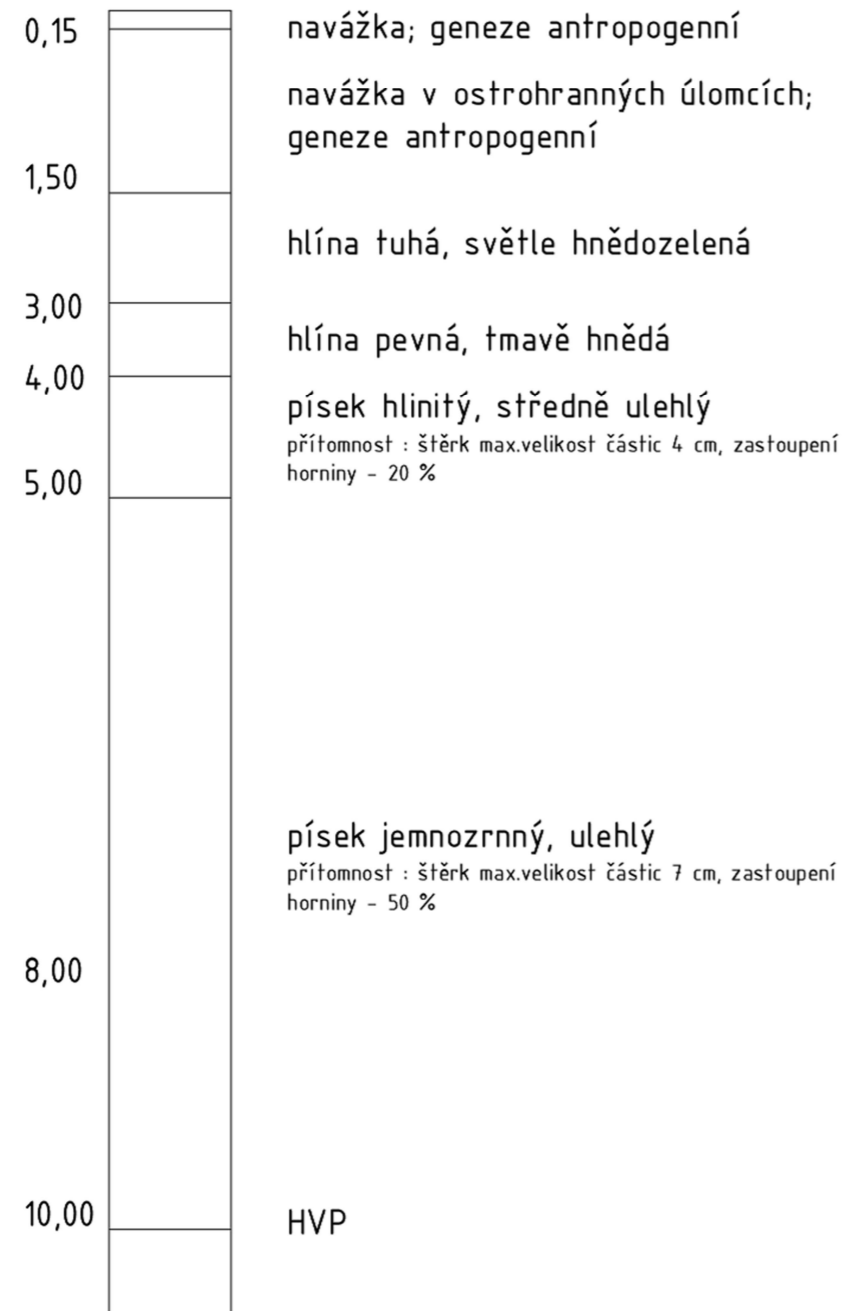 0,15
navážka; geneze antropogenní
navážka v ostrohranných úlomcích;
geneze antropogenní
1,50
hlína tuhá, světle hnědozelená
3,00
hlína pevná, tmavě hnědá
4,00
písek hlinitý, středně ulehlý
přítomnost : štěrk max.velikost částic 4 cm, zastoupení
horniny - 20 %
5,00
písek jemnozrnný, ulehlý
přítomnost : štěrk max.velikost částic 7 cm, zastoupení
horniny - 50 %
8,00
10,00
HVP